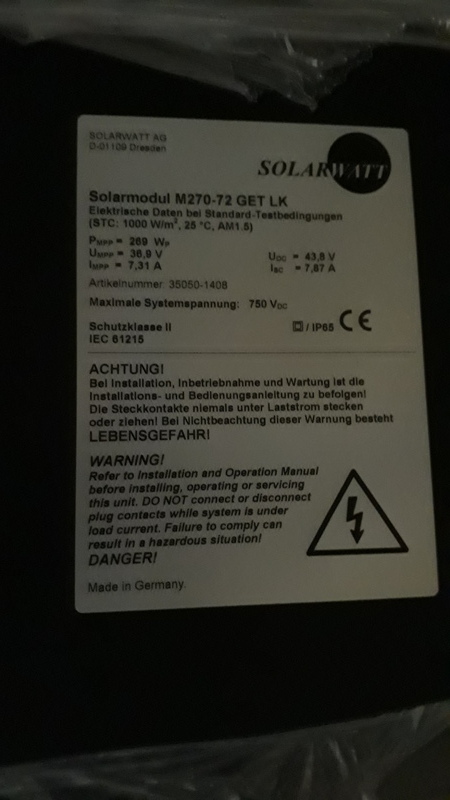 SOLARWATT AG
D-01109 Dresden
SOLARWATT
Solarmodul M270-72 GET LK
Elektrische Daten bei Standard-Testbedingungen
(STC: 1000 W/m², 25 °C, AM1.5)
PMPP = 269 WP
UMPP = 36,9 V
IMPP = 7,31 A
UOC = 43,8 V
ISC = 7,87 A
Artikelnummer: 35050-1408
Maximale Systemspannung: 750 VDC
Schutzklasse II
IEC 61215
/ IP65 CE
ACHTUNG!
Bei Installation, Inbetriebnahme und Wartung ist die
Installations- und Bedienungsanleitung zu befolgen!
Die Steckkontakte niemals unter Laststrom stecken
oder ziehen! Bei Nichtbeachtung dieser Warnung besteht
LEBENSGEFAHR!
WARNING!
Refer to Installation and Operation Manual
before installing, operating or servicing
this unit. DO NOT connect or disconnect
plug contacts while system is under
load current. Failure to comply can
result in a hazardous situation!
DANGER!
Made in Germany.